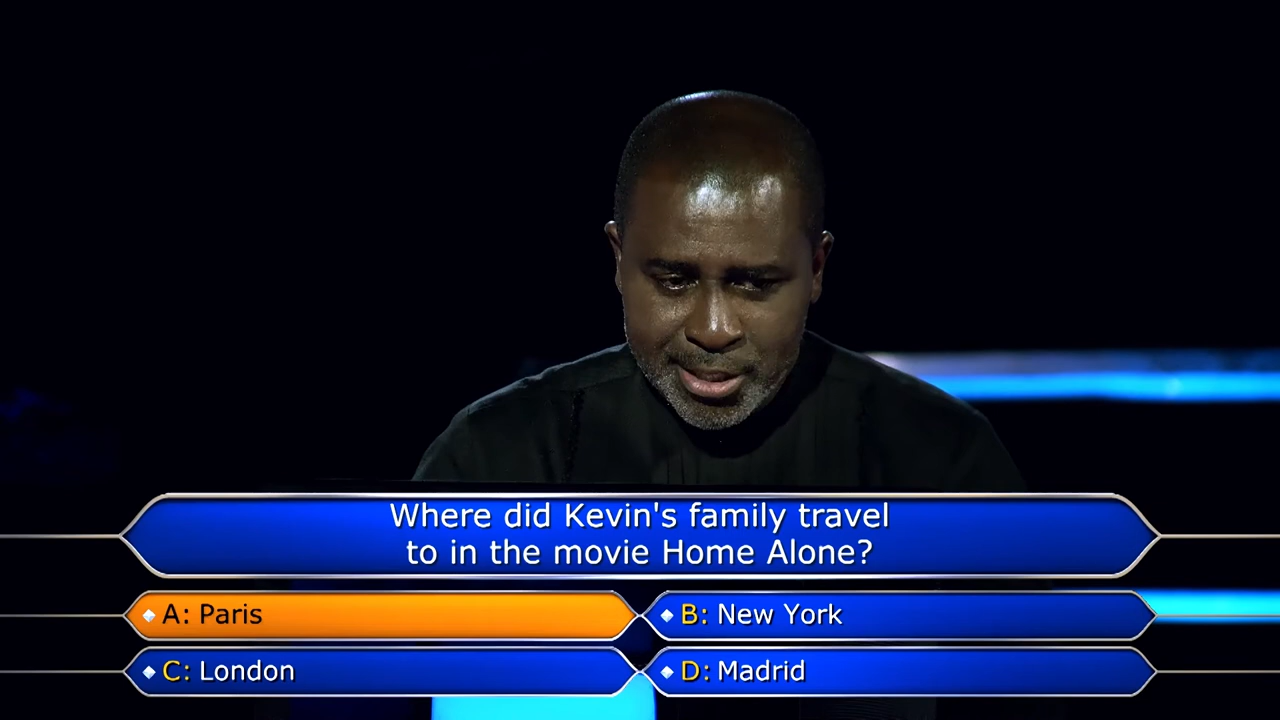 Where did Kevin's family travel
to in the movie Home Alone?
A: Paris
B: New York
C: London
D: Madrid